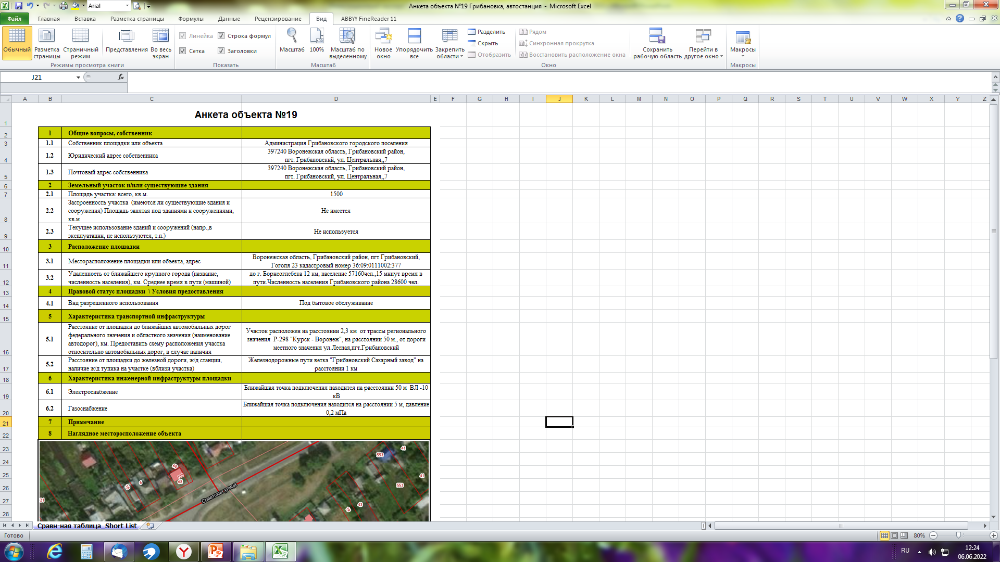 Анкета объекта №19 Грибановка, автостанция - Microsoft Excel
Arial
Файл Главная Вставка Разметка страницы Формулы Данные Рецензирование Вид ABBYY FineReader 11
Обычный
Разметка страницы
Страничный режим
Представления
Во весь экран
Режимы просмотра книги
Линейка
Строка формул
Сетка
Заголовки
Показать
Масштаб
100%
Масштаб по выделенному
Масштаб
Новое окно
Упорядочить все
Закрепить области
Разделить
Скрыть
Отобразить
Рядом
Синхронная прокрутка
Восстановить расположение окна
Окно
Сохранить рабочую область
Перейти в другое окно
Макросы
Макросы
J21
fx
A B C D E F G H I J K L M N O P Q R S T U V W X Y Z
1
Анкета объекта №19
2 1 Общие вопросы, собственник
3 1.1 Собственник площадки или объекта Администрация Грибановского городского поселения
4 1.2 Юридический адрес собственника 397240 Воронежская область, Грибановский район,
пгт. Грибановский, ул. Центральная,,7
5 1.3 Почтовый адрес собственника 397240 Воронежская область, Грибановский район,
пгт. Грибановский, ул. Центральная,,7
6 2 Земельный участок и/или существующие здания
7 2.1 Площадь участка: всего, кв.м. 1500
8 2.2 Застроенность участка (имеются ли существующие здания и
сооружения) Площадь занятая под зданиями и сооружениями,
кв.м
Не имеется
9 2.3 Текущее использование зданий и сооружений (напр.,в
эксплуатации, не используются, т.п.)
Не используется
10 3 Расположение площадки
11 3.1 Месторасположение площадки или объекта, адрес
Воронежская область, Грибановский район, пгт Грибановский,
Гоголя 23 кадастровый номер 36:09:0111002:377
12 3.2 Удаленность от ближайшего крупного города (название,
численность населения), км. Среднее время в пути (машиной)
до г. Борисоглебска 12 км, население 57160чел.,15 минут время в
пути.Численность населения Грибановского района 28600 чел.
13 4 Правовой статус площадки \ Условия предоставления
14 4.1 Вид разрешенного использования Под бытовое обслуживание
15 5 Характеристика транспортной инфраструктуры
16 5.1 Расстояние от площадки до ближайших автомобильных дорог
федерального значения и областного значения (наименование
автодорог), км. Предоставить схему расположения участка
относительно автомобильных дорог, в случае наличия
Участок расположен на расстоянии 2,3 км от трассы регионального
значения Р-298 "Курск - Воронеж", на расстоянии 50 м., от дороги
местного значения ул.Лесная,пгт.Грибановский
17 5.2 Расстояние от площадки до железной дороги, ж/д станции,
наличие ж/д тупика на участке (вблизи участка)
Железнодорожные пути ветка "Грибановский Сахарный завод" на
расстоянии 1 км
18 6 Характеристика инженерной инфраструктуры площадки
19 6.1 Электроснабжение
Ближайшая точка подключения находится на расстоянии 50 м ВЛ -10
кВ
20 6.2 Газоснабжение
Ближайшая точка подключения находится на расстоянии 5 м, давление
0,2 мПа
21 7 Примечание
22 8 Наглядное месторосположение объекта
23
24
25
26
27
28
41
553
69
68
6
41
553
Советская улица
21
43
Сравн-ная таблица_Short List
Готово
80%
RU
12:24
06.06.2022